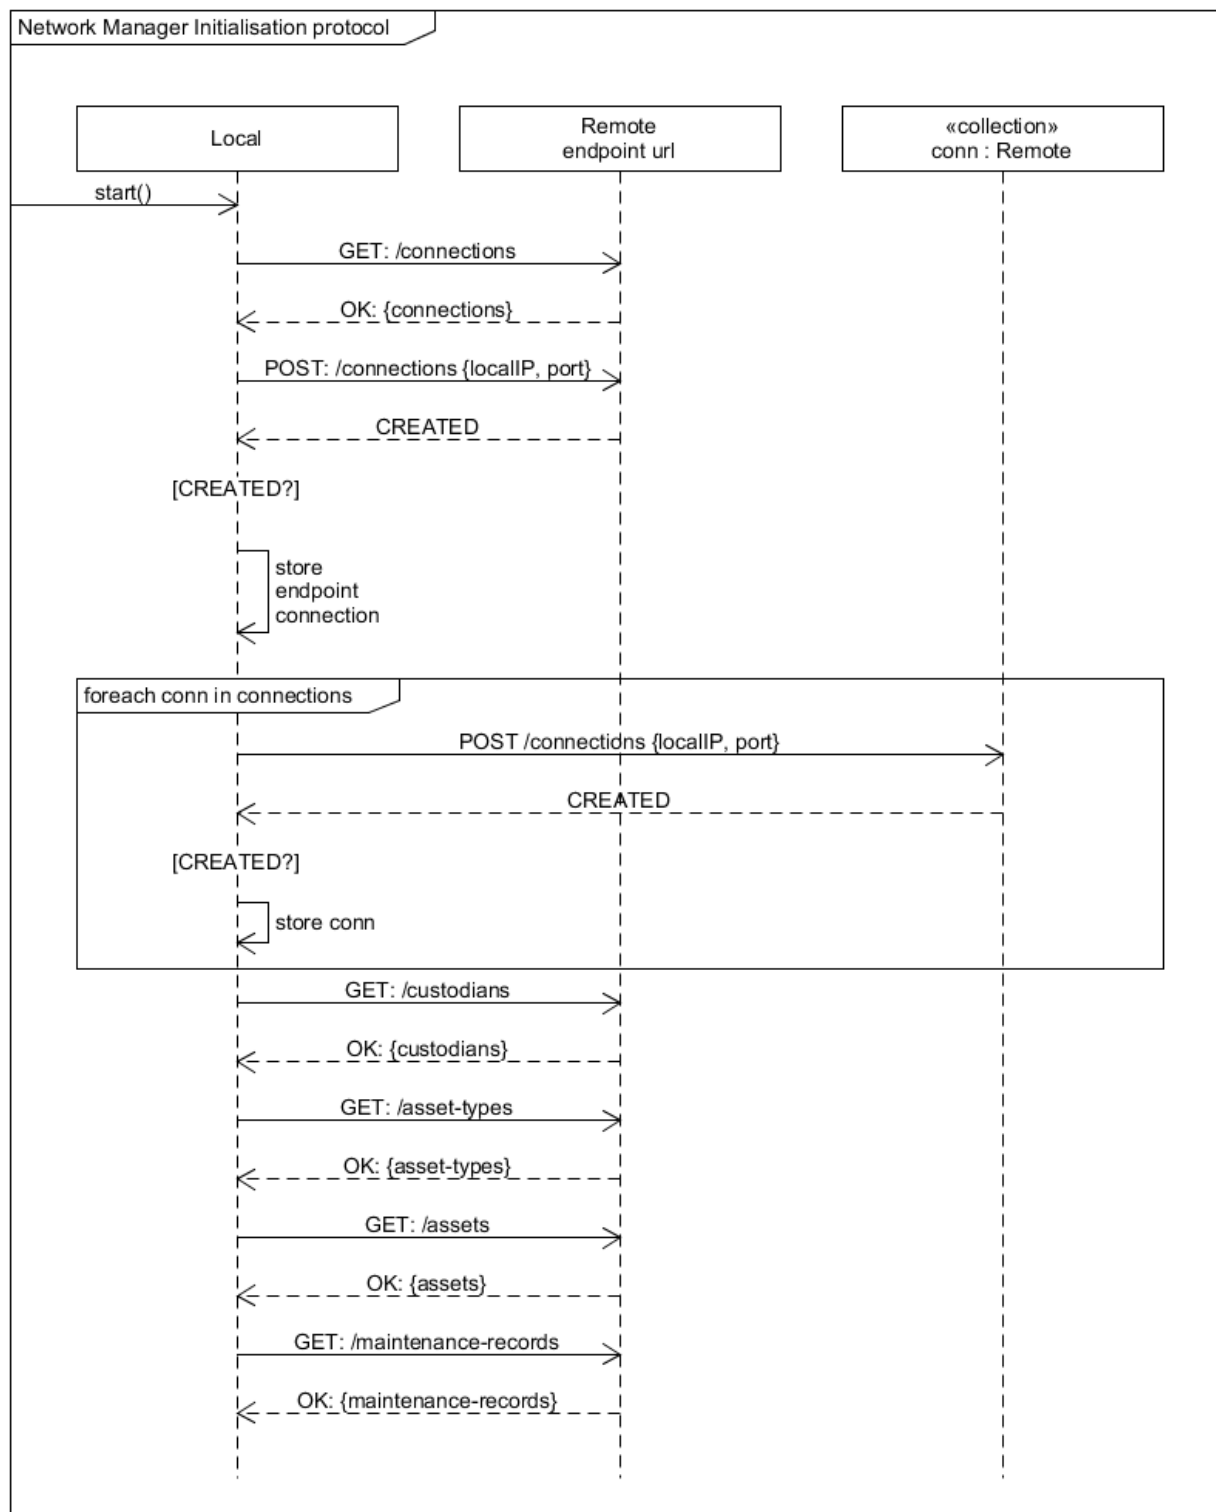 Network Manager Initialisation protocol
Local
Remote
endpoint url
«collection»
conn : Remote
start()
GET: /connections
OK: {connections}
POST: /connections {localIP, port}
CREATED
[CREATED?]
store
endpoint
connection
foreach conn in connections
POST /connections {localIP, port}
CREATED
[CREATED?]
store conn
GET: /custodians
OK: {custodians}
GET: /asset-types
OK: {asset-types}
GET: /assets
OK: {assets}
GET: /maintenance-records
OK: {maintenance-records}